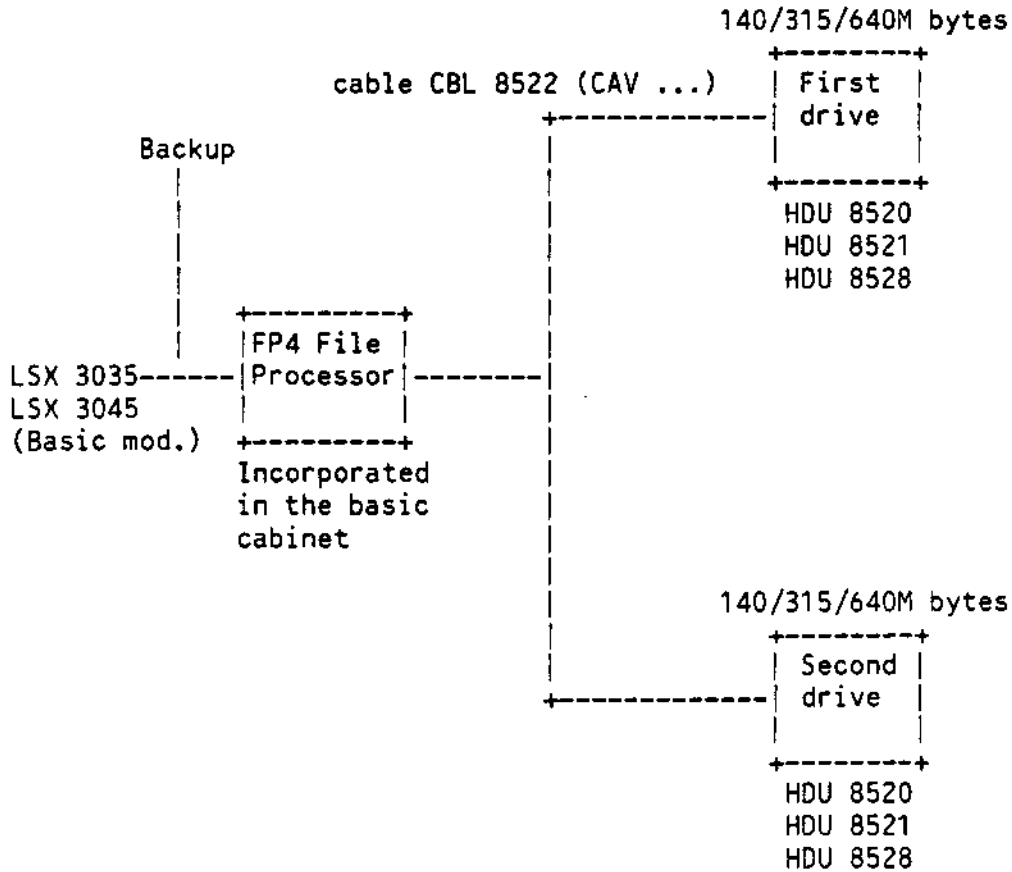 140/315/640M bytes
cable CBL 8522 (CAV ...)
First
drive
Backup
HDU 8520
HDU 8521
HDU 8528
FP4 File
Processor
LSX 3035
LSX 3045
(Basic mod.)
Incorporated
in the basic
cabinet
140/315/640M bytes
Second
drive
HDU 8520
HDU 8521
HDU 8528